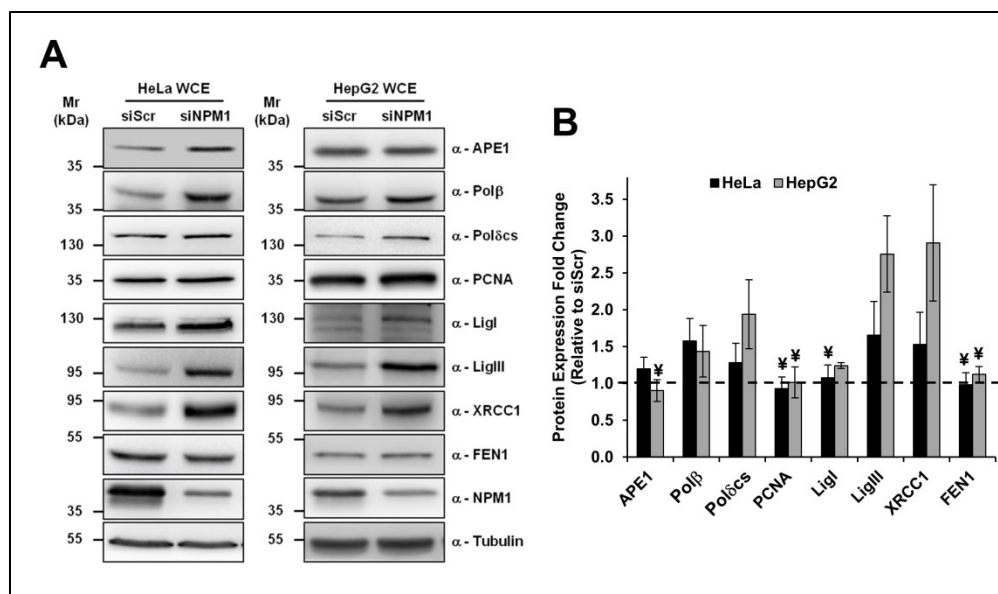 A
HeLa WCE
HepG2 WCE
Mr
(kDa)
siScr siNPM1
Mr
(kDa)
siScr siNPM1
35
35
α - APE1
35
35
α - Polβ
130
130
α - Polδcs
35
35
α - PCNA
130
130
α - LigI
95
95
α - LigIII
95
95
α - XRCC1
55
55
α - FEN1
35
35
α - NPM1
55
55
α - Tubulin
B
HeLa HepG2
Protein Expression Fold Change
(Relative to siScr)
4.0
3.5
3.0
2.5
2.0
1.5
1.0
0.5
0.0
¥ ¥ ¥ ¥ ¥ ¥
APE1 Polβ Polδcs PCNA LigI LigIII XRCC1 FEN1